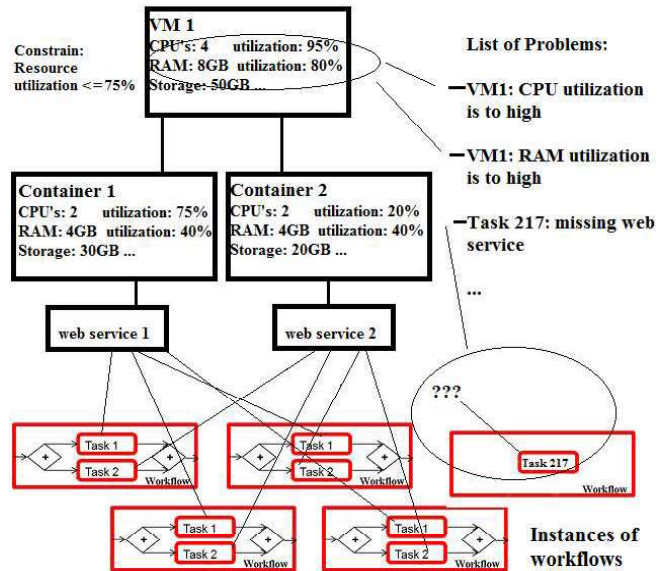 VM 1
CPU's: 4 utilization: 95%
RAM: 8GB utilization: 80%
Storage: 50GB ...
Constrain:
Resource
utilization <=75%
List of Problems:
VM1: CPU utilization
is to high
VM1: RAM utilization
is to high
Task 217: missing web
service
...
Container 1
CPU's: 2 utilization: 75%
RAM: 4GB utilization: 40%
Storage: 30GB ...
Container 2
CPU's: 2 utilization: 20%
RAM: 4GB utilization: 40%
Storage: 20GB ...
web service 1
web service 2
???
Task 1
Task 2
Workflow
Task 1
Task 2
Workflow
Task 217
Workflow
Task 1
Task 2
Workflow
Task 1
Task 2
Workflow
Instances of
workflows